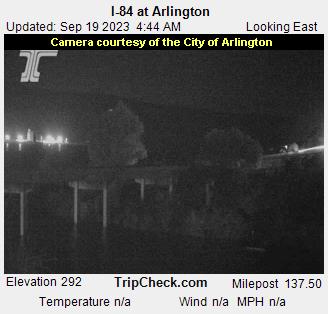 I-84 at Arlington
Updated: Sep 19 2023 4:44 AM Looking East
Camera courtesy of the City of Arlington
Elevation 292 TripCheck.com Milepost 137.50
Temperature n/a Wind n/a MPH n/a